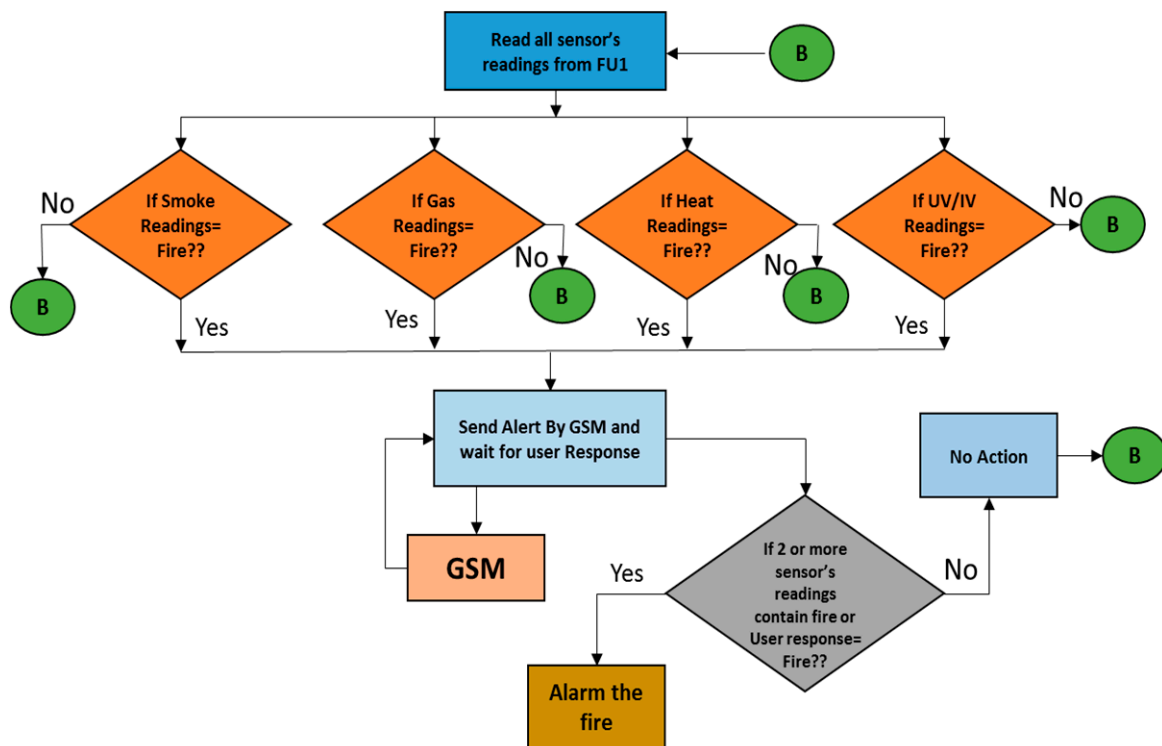 Read all sensor's
readings from FU1
B
No
If Smoke
Readings=
Fire??
B
Yes
If Gas
Readings=
Fire??
No
B
Yes
If Heat
Readings=
Fire??
No
B
Yes
If UV/IV
Readings=
Fire??
No
B
Yes
Send Alert By GSM and
wait for user Response
GSM
If 2 or more
sensor's
readings
contain fire or
User response=
Fire??
Yes
Alarm the
fire
No
No Action
B